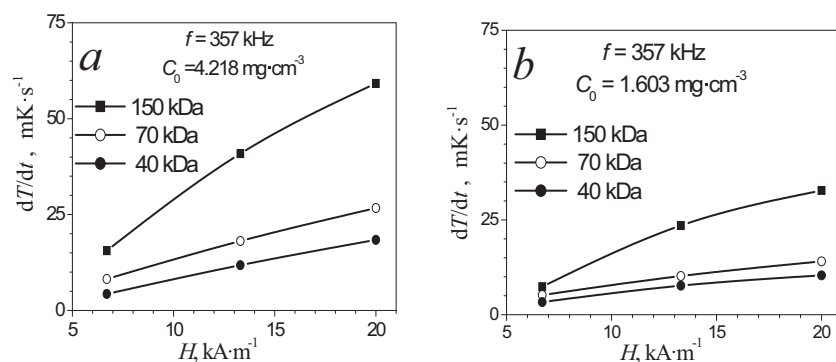 a
f = 357 kHz
C0 =4.218 mg·cm-3
150 kDa
70 kDa
40 kDa
75
50
25
0
dT/dt , mK·s-1
5 10 15 20
H, kA·m-1
b
f = 357 kHz
C0 = 1.603 mg·cm-3
150 kDa
70 kDa
40 kDa
75
50
25
0
dT/dt , mK·s-1
5 10 15 20
H, kA·m-1